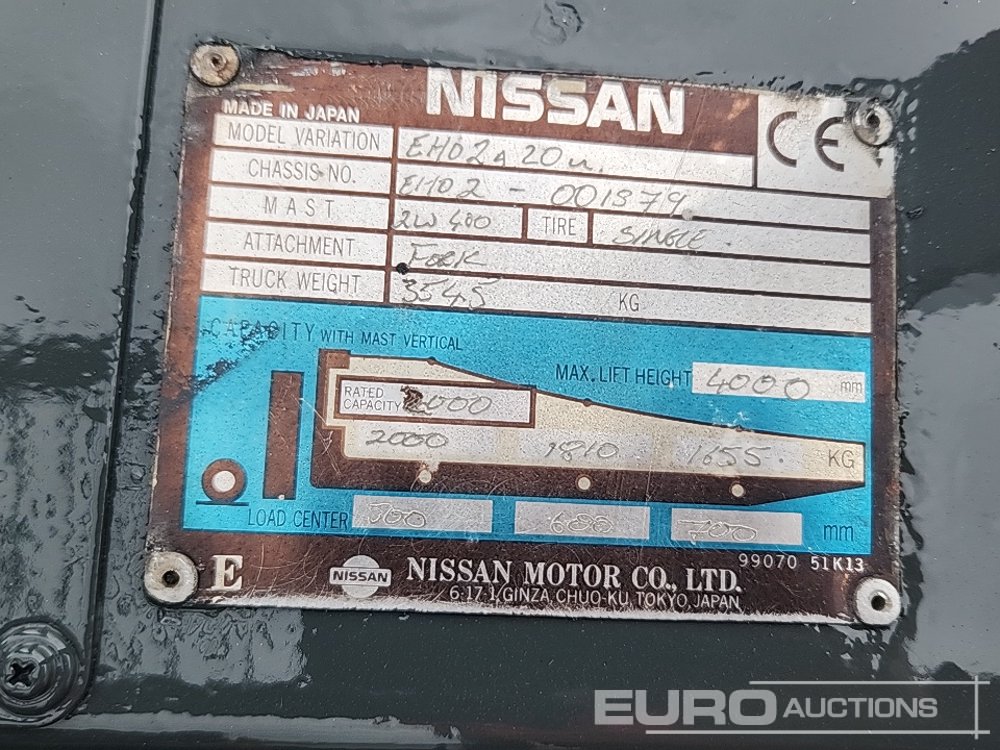 NISSAN
CE
MADE IN JAPAN
MODEL VARIATION EH02A20U
CHASSIS NO. EH02 - 001379
MAST 2W400 TIRE SINGLE
ATTACHMENT FORK
TRUCK WEIGHT 3545 KG
CAPACITY WITH MAST VERTICAL
MAX. LIFT HEIGHT 4000 mm
RATED CAPACITY 2000
2000 1810 1655 KG
LOAD CENTER 500 600 700 mm
99070 51K13
E NISSAN NISSAN MOTOR CO., LTD.
6-17-1, GINZA, CHUO-KU, TOKYO, JAPAN
EURO AUCTIONS